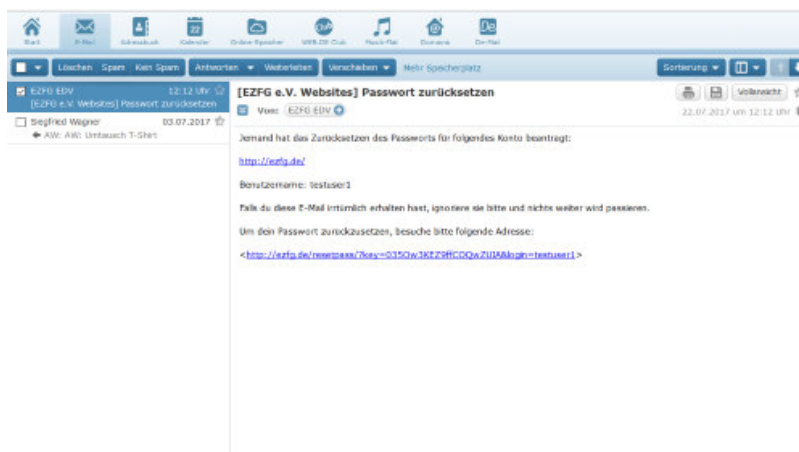 Start E-Mail Adressbuch Kalender Online-Speicher WEB.DE Club Musik-Flat Domains De-Mail
Löschen Spam Kein Spam Antworten Weiterleiten Verschieben Mehr Speicherplatz Sortierung
EZFG EDV 12:12 Uhr
[EZFG e.V. Websites] Passwort zurücksetzen
Siegfried Wagner 03.07.2017
AW: AW: Umtausch T-Shirt
[EZFG e.V. Websites] Passwort zurücksetzen
Vollansicht
Von: EZFG EDV
22.07.2017 um 12:12 Uhr
Jemand hat das Zurücksetzen des Passworts für folgendes Konto beantragt:
http://ezfg.de/
Benutzername: testuser1
Falls du diese E-Mail irrtümlich erhalten hast, ignoriere sie bitte und nichts weiter wird passieren.
Um dein Passwort zurückzusetzen, besuche bitte folgende Adresse: